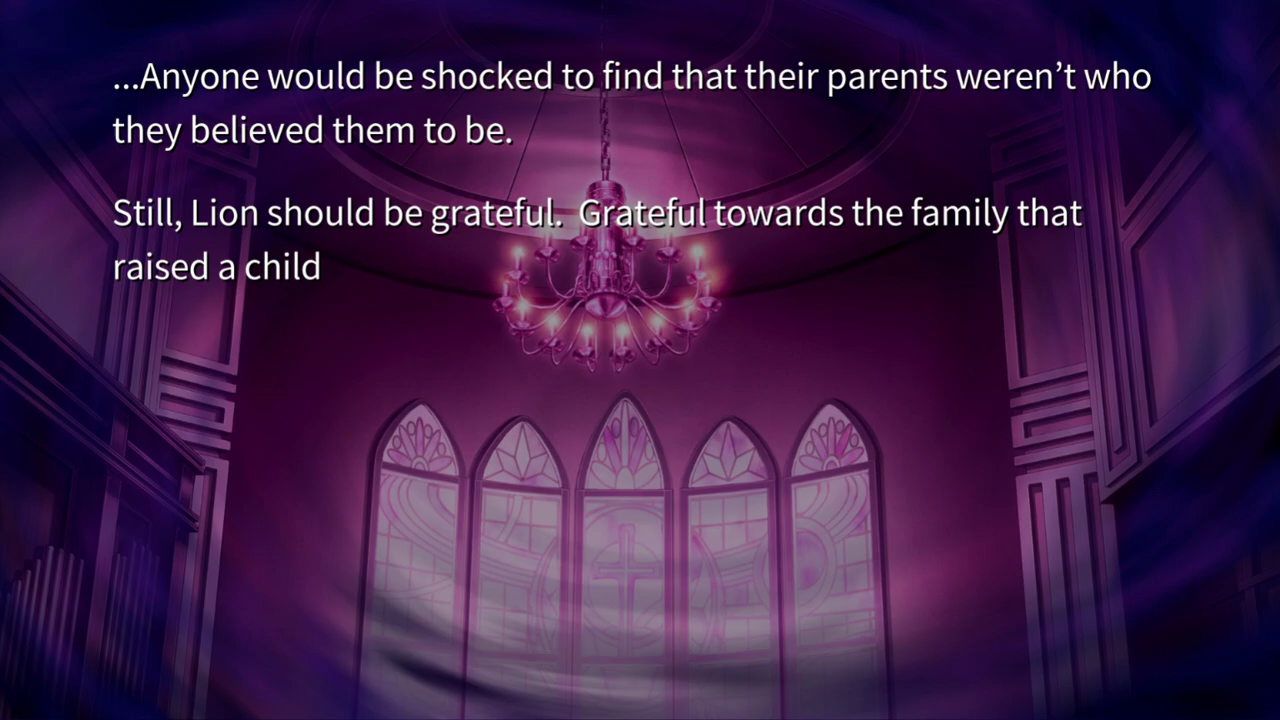 ...Anyone would be shocked to find that their parents weren’t who
they believed them to be.
Still, Lion should be grateful.  Grateful towards the family that
raised a child